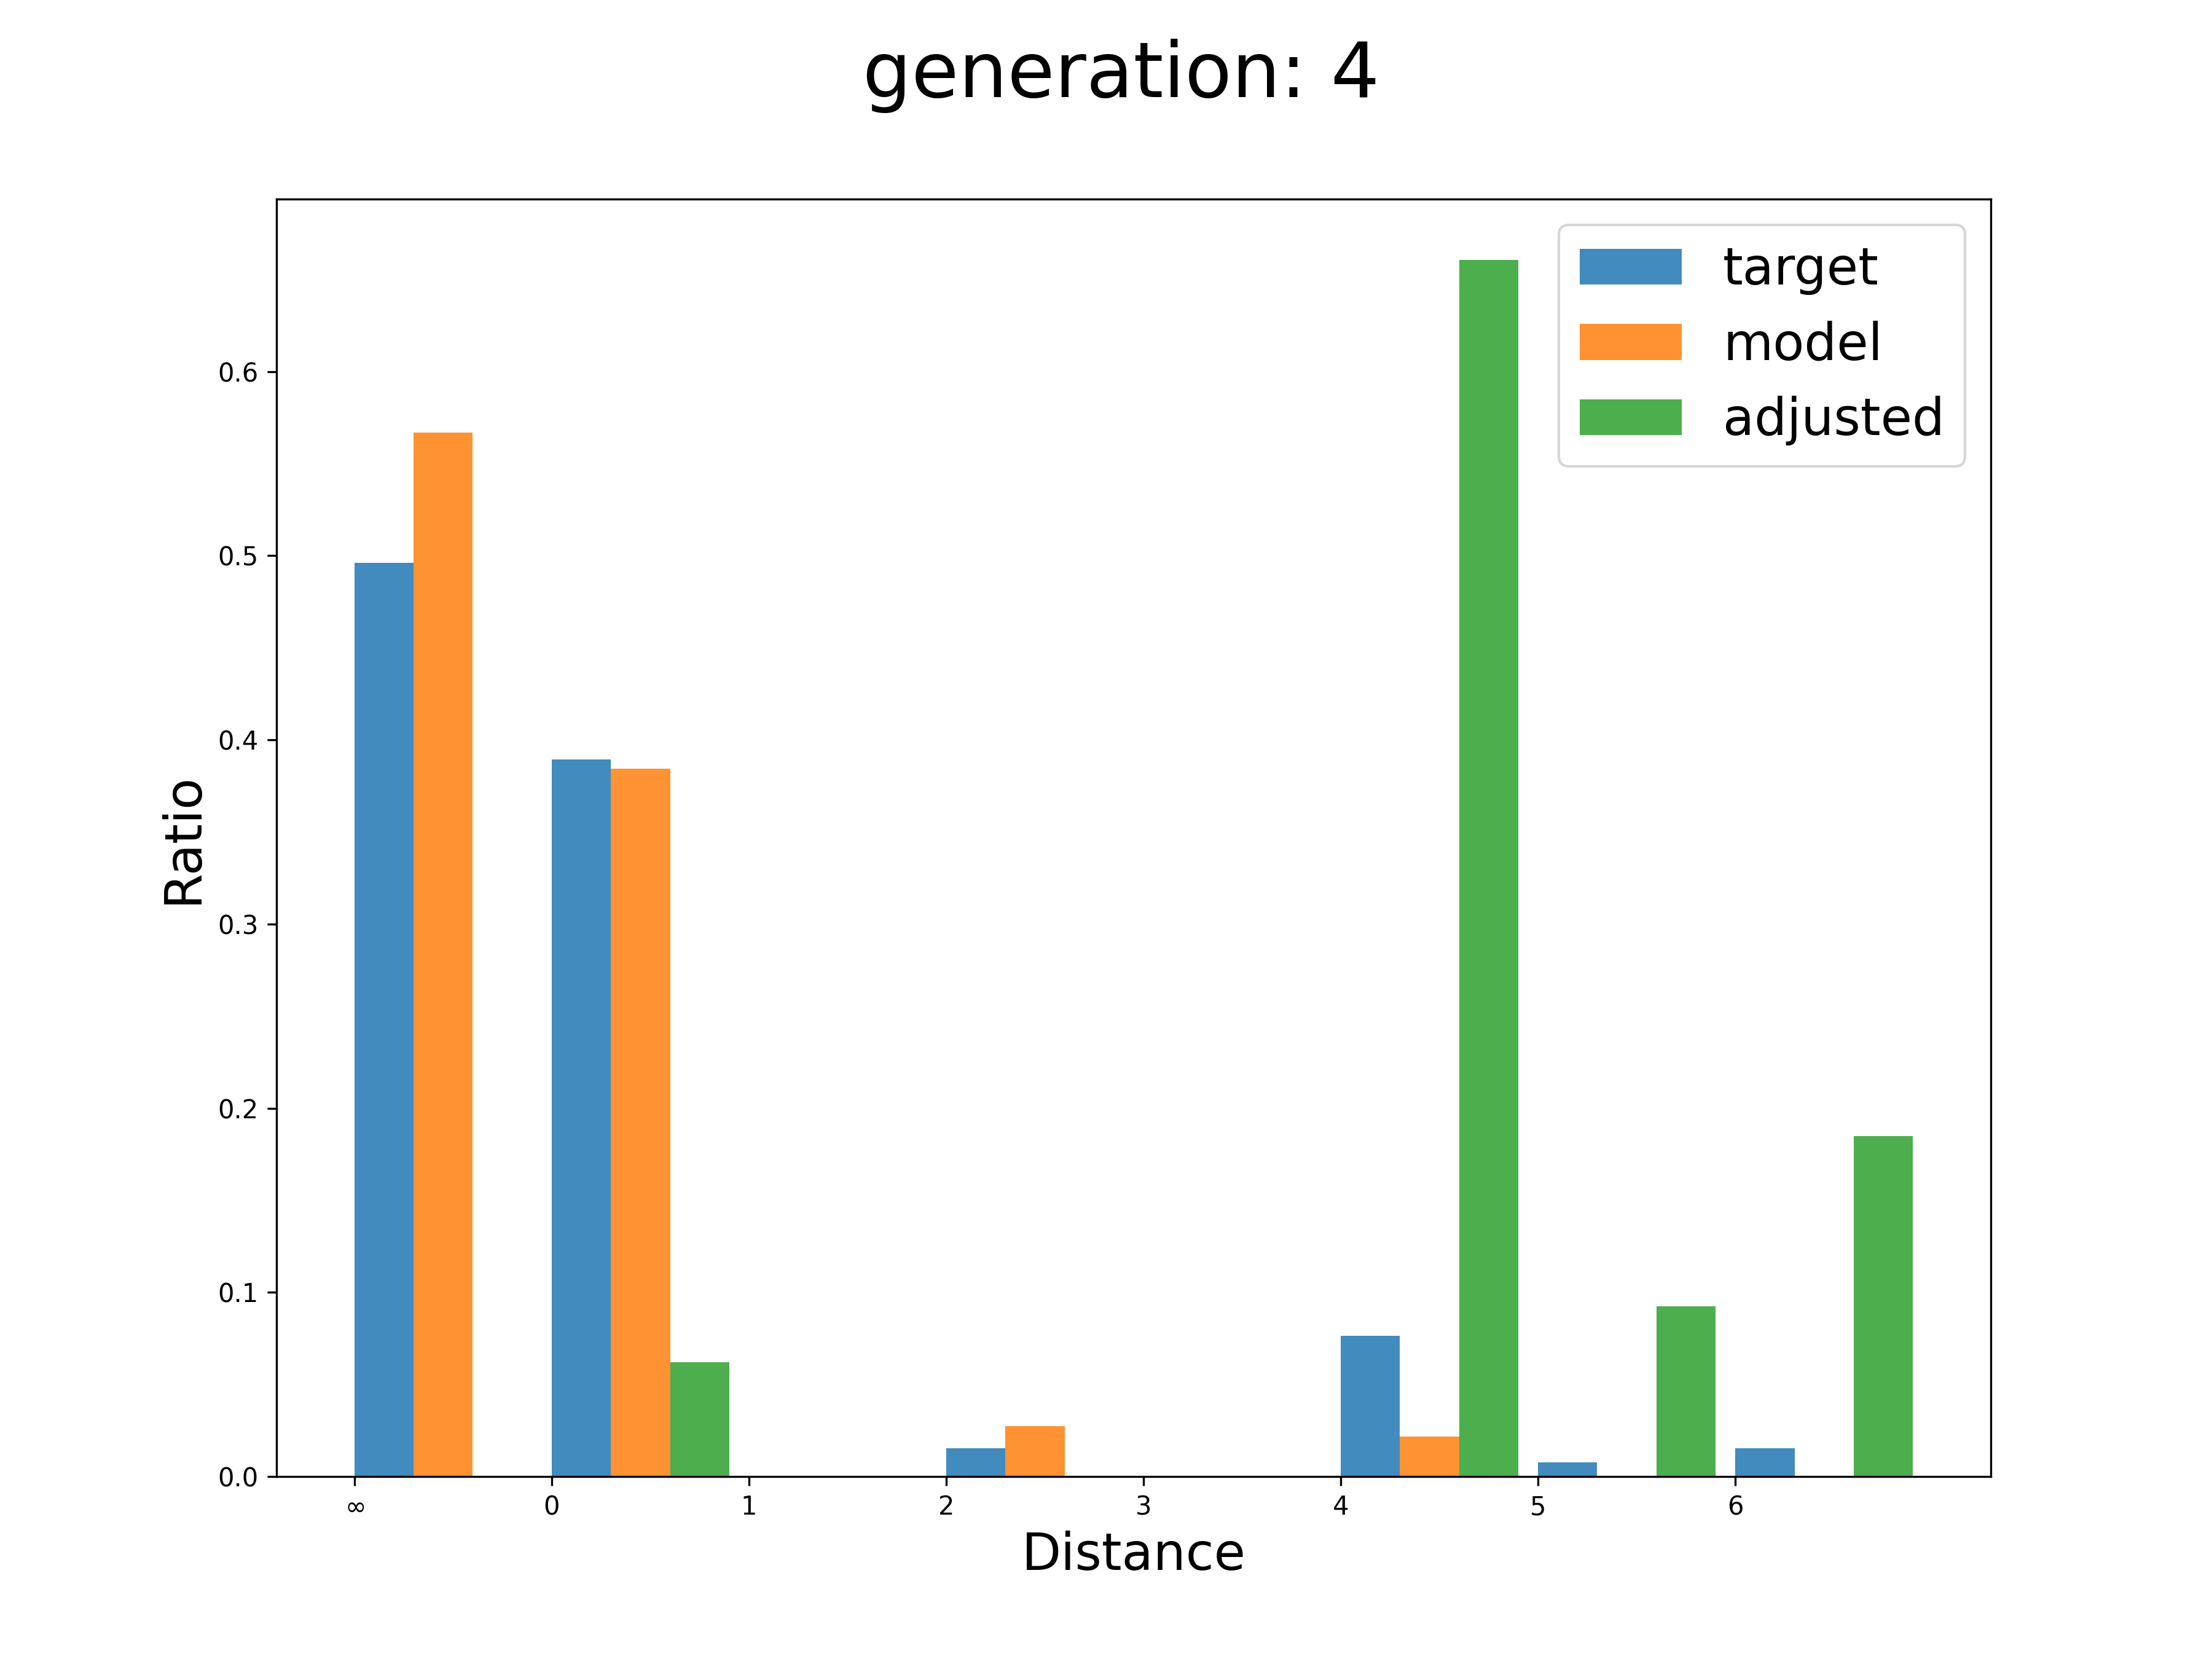 generation: 4
target
model
adjusted
Ratio
0.6
0.5
0.4
0.3
0.2
0.1
0.0
∞ 0 1 2 3 4 5 6
Distance